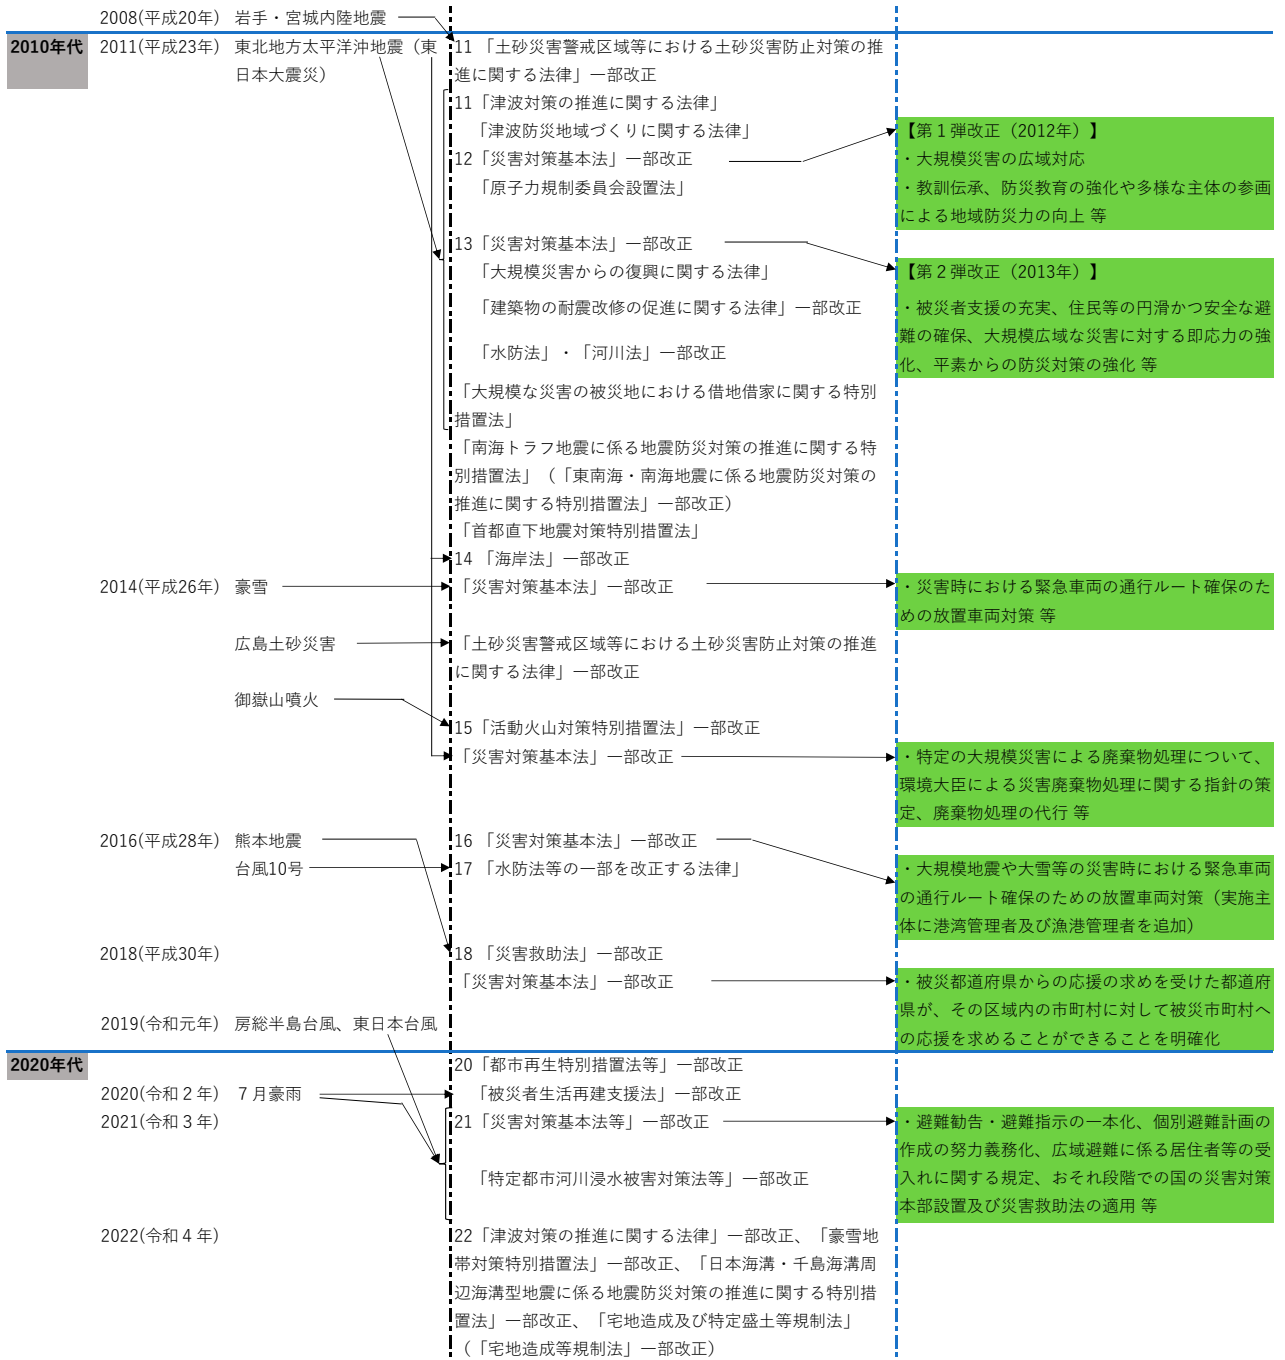 2008(平成20年) 岩手・宮城内陸地震
2010年代
2011(平成23年) 東北地方太平洋沖地震（東
日本大震災）
11 「土砂災害警戒区域等における土砂災害防止対策の推
進に関する法律」一部改正
11「津波対策の推進に関する法律」
「津波防災地域づくりに関する法律」
12「災害対策基本法」一部改正
「原子力規制委員会設置法」
【第１弾改正（2012年）】
・大規模災害の広域対応
・教訓伝承、防災教育の強化や多様な主体の参画
による地域防災力の向上 等
13「災害対策基本法」一部改正
「大規模災害からの復興に関する法律」
「建築物の耐震改修の促進に関する法律」一部改正
「水防法」・「河川法」一部改正
【第２弾改正（2013年）】
・被災者支援の充実、住民等の円滑かつ安全な避
難の確保、大規模広域な災害に対する即応力の強
化、平素からの防災対策の強化 等
「大規模な災害の被災地における借地借家に関する特別
措置法」
「南海トラフ地震に係る地震防災対策の推進に関する特
別措置法」（「東南海・南海地震に係る地震防災対策の
推進に関する特別措置法」一部改正）
「首都直下地震対策特別措置法」
14 「海岸法」一部改正
2014(平成26年) 豪雪
「災害対策基本法」一部改正
・災害時における緊急車両の通行ルート確保のた
めの放置車両対策 等
広島土砂災害
「土砂災害警戒区域等における土砂災害防止対策の推進
に関する法律」一部改正
御嶽山噴火
15「活動火山対策特別措置法」一部改正
「災害対策基本法」一部改正
・特定の大規模災害による廃棄物処理について、
環境大臣による災害廃棄物処理に関する指針の策
定、廃棄物処理の代行 等
2016(平成28年) 熊本地震
台風10号
16 「災害対策基本法」一部改正
17 「水防法等の一部を改正する法律」
・大規模地震や大雪等の災害時における緊急車両
の通行ルート確保のための放置車両対策（実施主
体に港湾管理者及び漁港管理者を追加）
2018(平成30年)
18 「災害救助法」一部改正
「災害対策基本法」一部改正
・被災都道府県からの応援の求めを受けた都道府
県が、その区域内の市町村に対して被災市町村へ
の応援を求めることができることを明確化
2019(令和元年) 房総半島台風、東日本台風
2020年代
20「都市再生特別措置法等」一部改正
2020(令和２年) ７月豪雨
「被災者生活再建支援法」一部改正
2021(令和３年)
21「災害対策基本法等」一部改正
「特定都市河川浸水被害対策法等」一部改正
・避難勧告・避難指示の一本化、個別避難計画の
作成の努力義務化、広域避難に係る居住者等の受
入れに関する規定、おそれ段階での国の災害対策
本部設置及び災害救助法の適用 等
2022(令和４年)
22「津波対策の推進に関する法律」一部改正、「豪雪地
帯対策特別措置法」一部改正、「日本海溝・千島海溝周
辺海溝型地震に係る地震防災対策の推進に関する特別措
置法」一部改正、「宅地造成及び特定盛土等規制法」
（「宅地造成等規制法」一部改正）